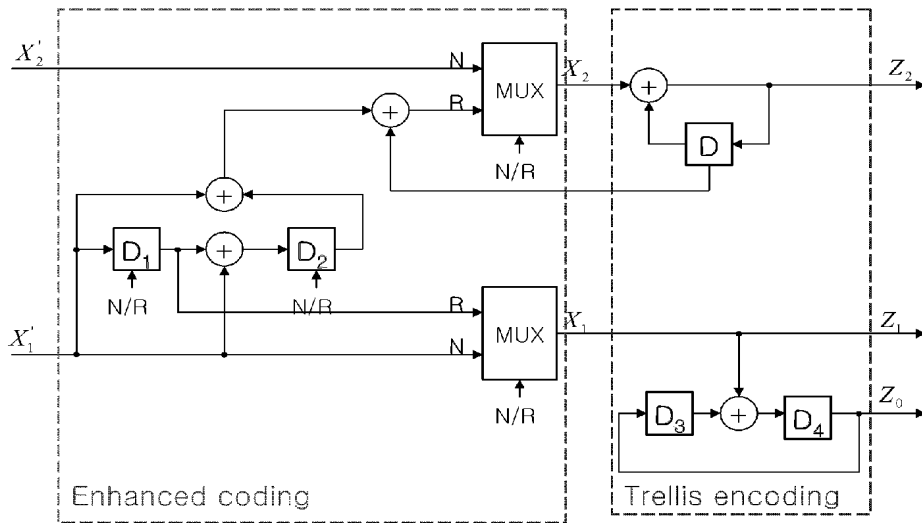 X'₂
N
MUX
X₂
+
Z₂
R
+
D
N/R
+
D₁
+
D₂
N/R
N/R
R
MUX
X₁
Z₁
X'₁
N
N/R
D₃
+
D₄
Z₀
Enhanced coding
Trellis encoding